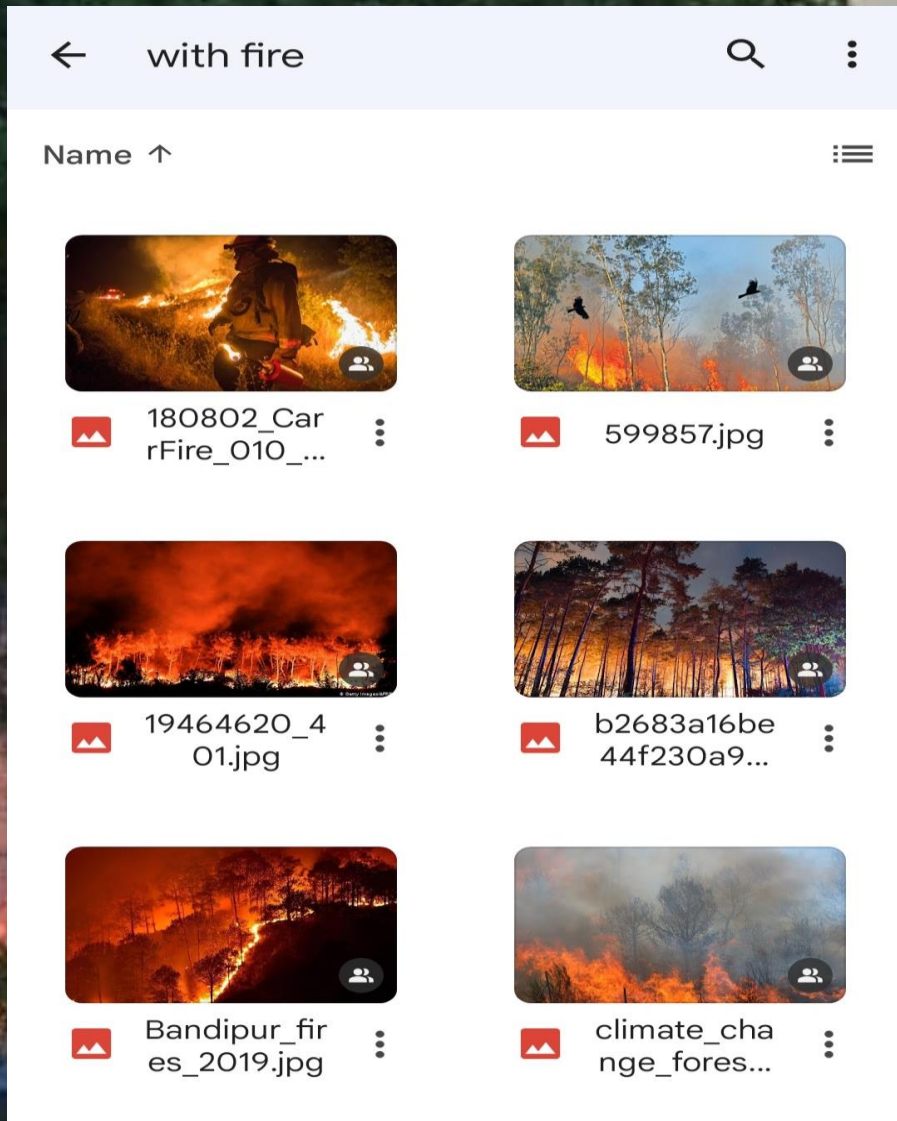 with fire
Name ↑
180802_Car
rFire_010_...
599857.jpg
19464620_4
01.jpg
b2683a16be
44f230a9...
Bandipur_fir
es_2019.jpg
climate_cha
nge_fores...